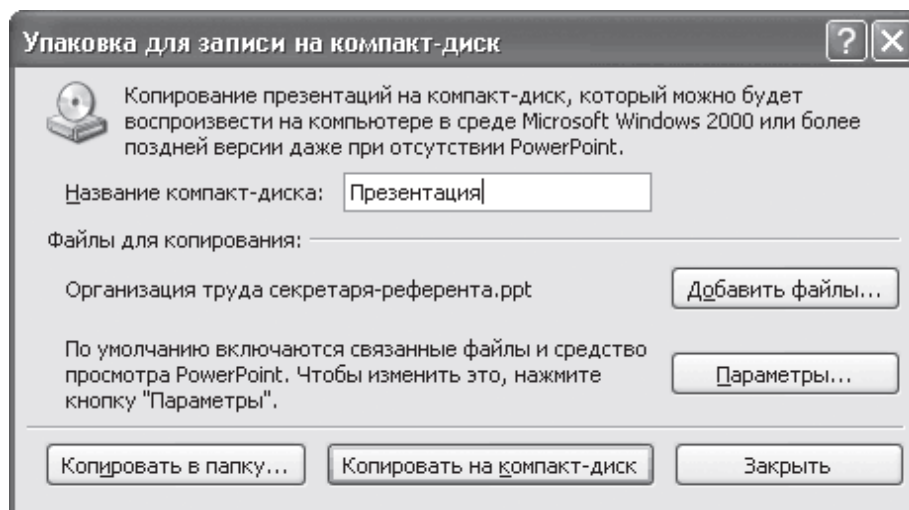 Упаковка для записи на компакт-диск
Копирование презентаций на компакт-диск, который можно будет
воспроизвести на компьютере в среде Microsoft Windows 2000 или более
поздней версии даже при отсутствии PowerPoint.
Название компакт-диска: Презентация
Файлы для копирования:
Организация труда секретаря-референта.ppt Добавить файлы...
По умолчанию включаются связанные файлы и средство
просмотра PowerPoint. Чтобы изменить это, нажмите
кнопку "Параметры".
Параметры...
Копировать в папку... Копировать на компакт-диск Закрыть